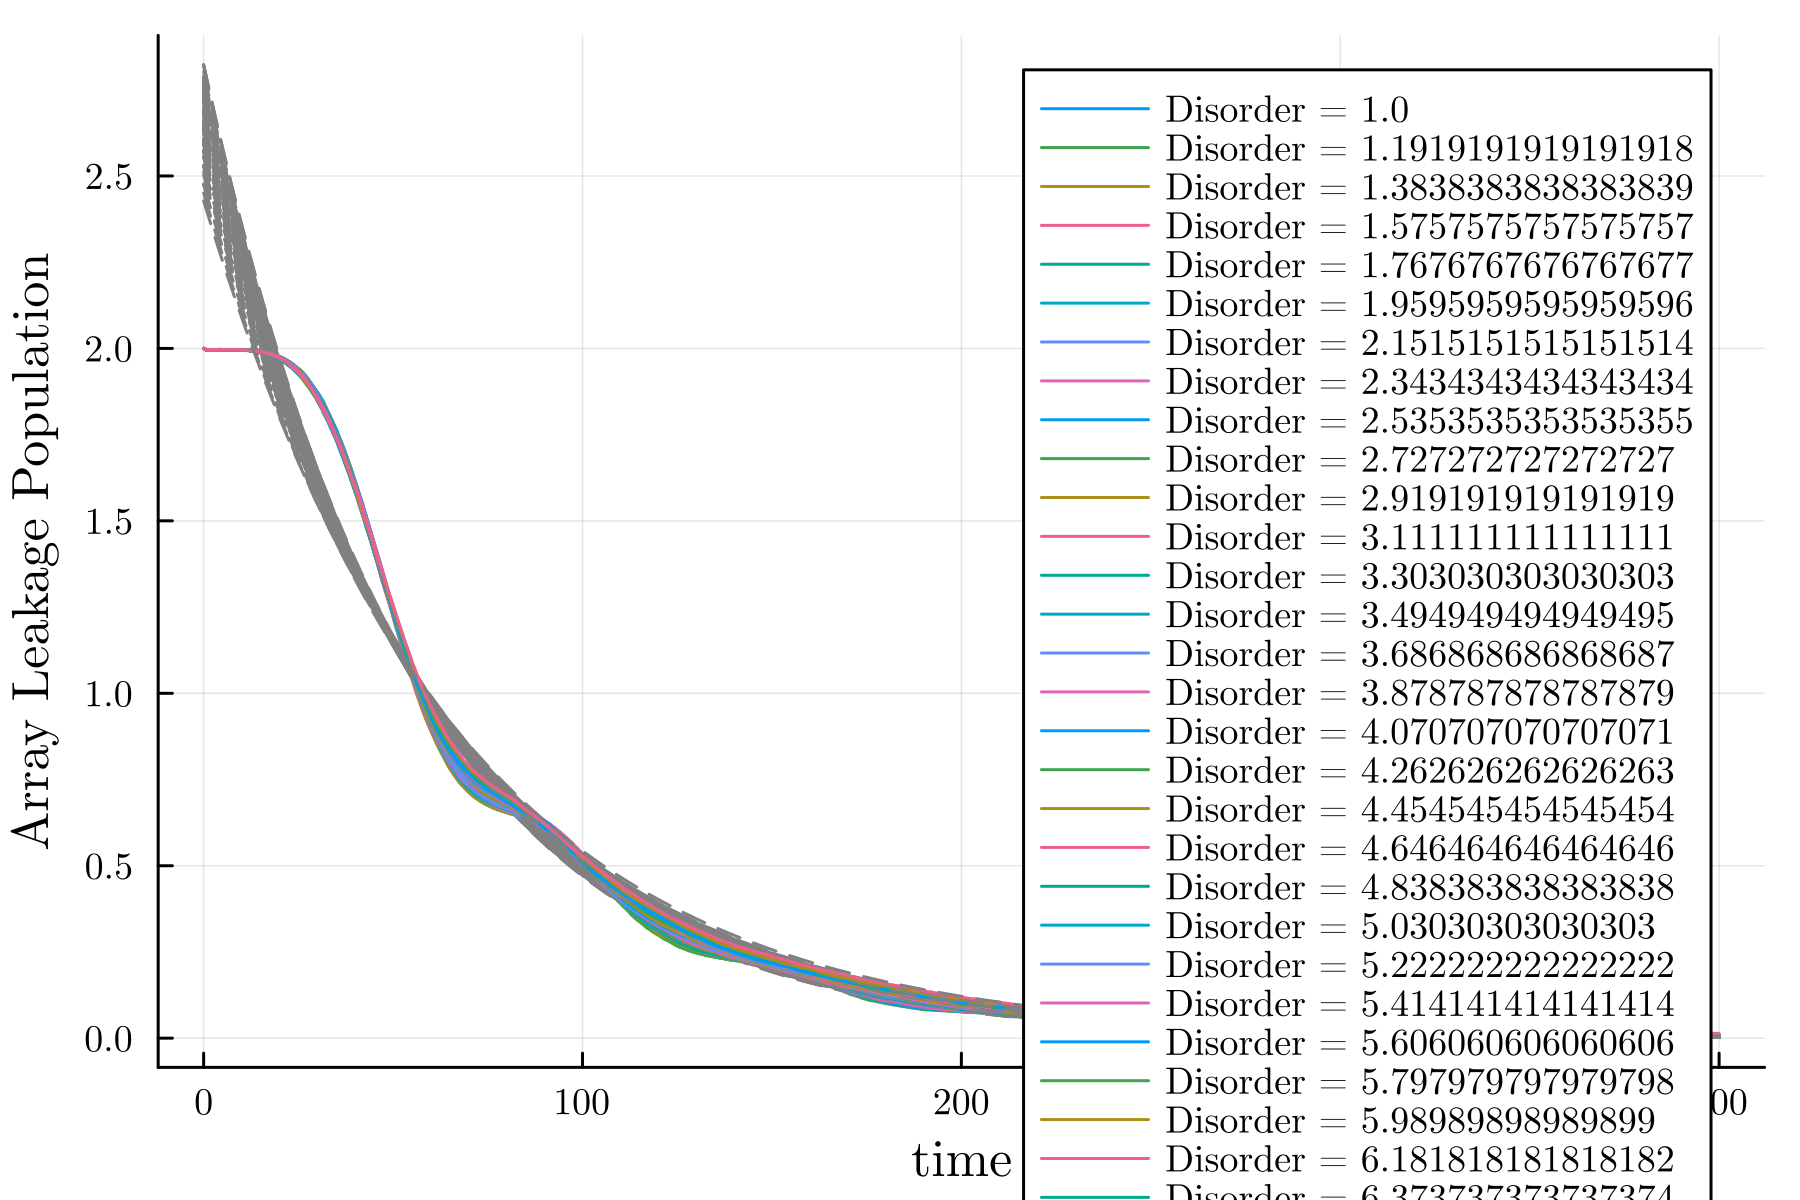 Array Leakage Population
2.5
2.0
1.5
1.0
0.5
0.0
0
100
200
00
time
Disorder = 1.0
Disorder = 1.1919191919191918
Disorder = 1.3838383838383839
Disorder = 1.5757575757575757
Disorder = 1.7676767676767677
Disorder = 1.9595959595959596
Disorder = 2.1515151515151514
Disorder = 2.3434343434343434
Disorder = 2.5353535353535355
Disorder = 2.727272727272727
Disorder = 2.919191919191919
Disorder = 3.111111111111111
Disorder = 3.303030303030303
Disorder = 3.494949494949495
Disorder = 3.686868686868687
Disorder = 3.878787878787879
Disorder = 4.070707070707071
Disorder = 4.262626262626263
Disorder = 4.454545454545454
Disorder = 4.646464646464646
Disorder = 4.838383838383838
Disorder = 5.03030303030303
Disorder = 5.222222222222222
Disorder = 5.414141414141414
Disorder = 5.606060606060606
Disorder = 5.797979797979798
Disorder = 5.98989898989899
Disorder = 6.181818181818182
Disorder = 6.373737373737374